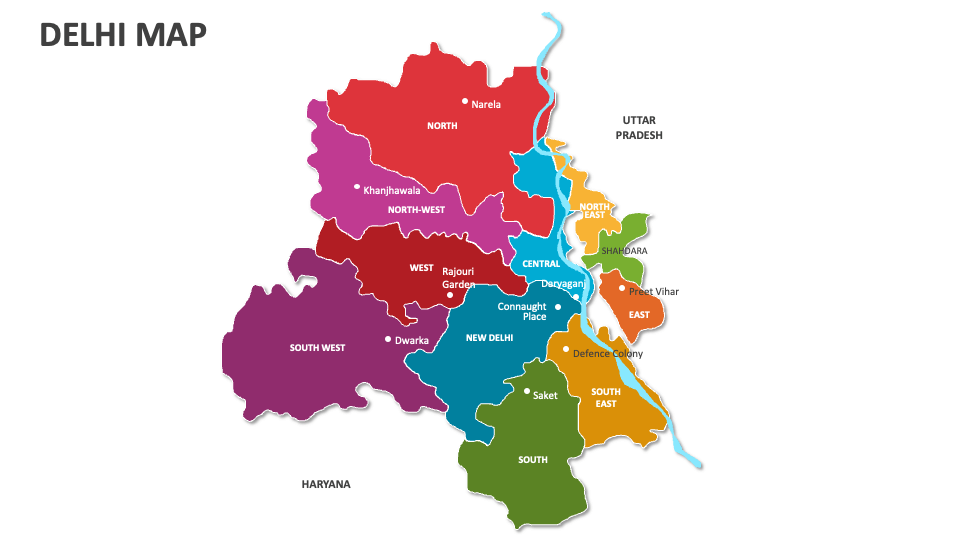 DELHI MAP
UTTAR
PRADESH
Narela
NORTH
Khanjhawala
NORTH-WEST
NORTH
EAST
SHAHDARA
WEST
Rajouri
Garden
CENTRAL
Daryaganj
Preet Vihar
EAST
Connaught
Place
NEW DELHI
SOUTH WEST
Dwarka
Defence Colony
SOUTH
EAST
Saket
SOUTH
HARYANA